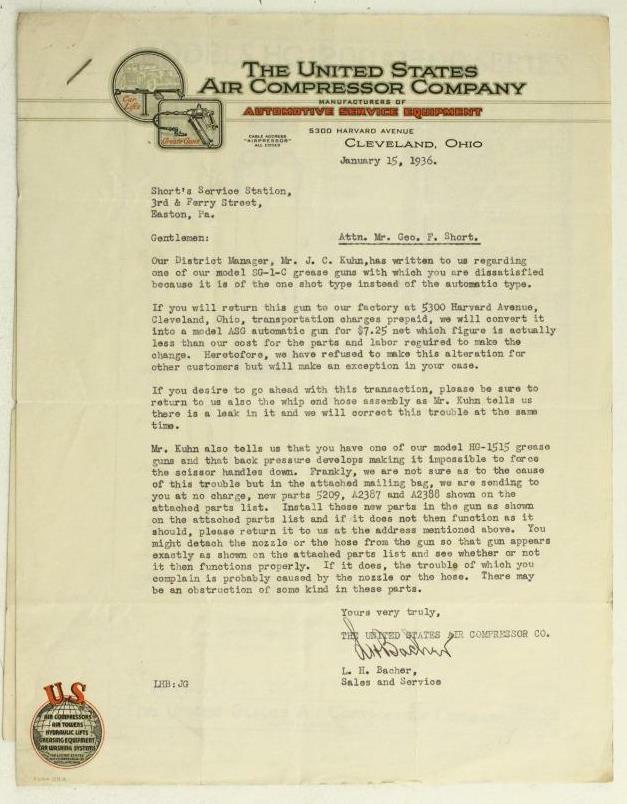 THE UNITED STATES
AIR COMPRESSOR COMPANY
MANUFACTURERS OF
AUTOMOTIVE SERVICE EQUIPMENT
Car Lifts
Grease Guns
CABLE ADDRESS
"AIRPRESSOR"
ALL CODES
5300 HARVARD AVENUE
CLEVELAND, OHIO
January 15, 1936.
Short's Service Station,
3rd & Ferry Street,
Easton, Pa.
Gentlemen: Attn. Mr. Geo. F. Short.
Our District Manager, Mr. J. C. Kuhn,has written to us regarding
one of our model SG-1-C grease guns with which you are dissatisfied
because it is of the one shot type instead of the automatic type.
If you will return this gun to our factory at 5300 Harvard Avenue,
Cleveland, Ohio, transportation charges prepaid, we will convert it
into a model ASG automatic gun for $7.25 net which figure is actually
less than our cost for the parts and labor reguired to make the
change. Heretofore, we have refused to make this alteration for
other customers but will make an exception in your case.
If you desire to go ahead with this transaction, please be sure to
return to us also the whip end hose assembly as Mr. Kuhn tells us
there is a leak in it and we will correct this trouble at the same
time.
Mr. Kuhn also tells us that you have one of our model HG-1515 grease
guns and that back pressure develops making it impossible to force
the scissor handles down. Frankly, we are not sure as to the cause
of this trouble but in the attached mailing bag, we are sending to
you at no charge, new parts 5209, A2387 and A2388 shown on the
attached parts list. Install these new parts in the gun as shown
on the attached parts list and if it does not then function as it
should, please return it to us at the address mentioned above. You
might detach the nozzle or the hose from the gun so that gun appears
exactly as shown on the attached parts list and see whether or not
it then functions properly. If it does, the trouble of which you
complain is probably caused by the nozzle or the hose. There may
be an obstruction of some kind in these parts.
Yours very truly,
THE UNITED STATES AIR COMPRESSOR CO.
LH Bacher
L. H. Bacher,
LHB:JG Sales and Service
U.S
AIR COMPRESSORS
AIR TOWERS
HYDRAULIC LIFTS
GREASING EQUIPMENT
CAR WASHING SYSTEMS